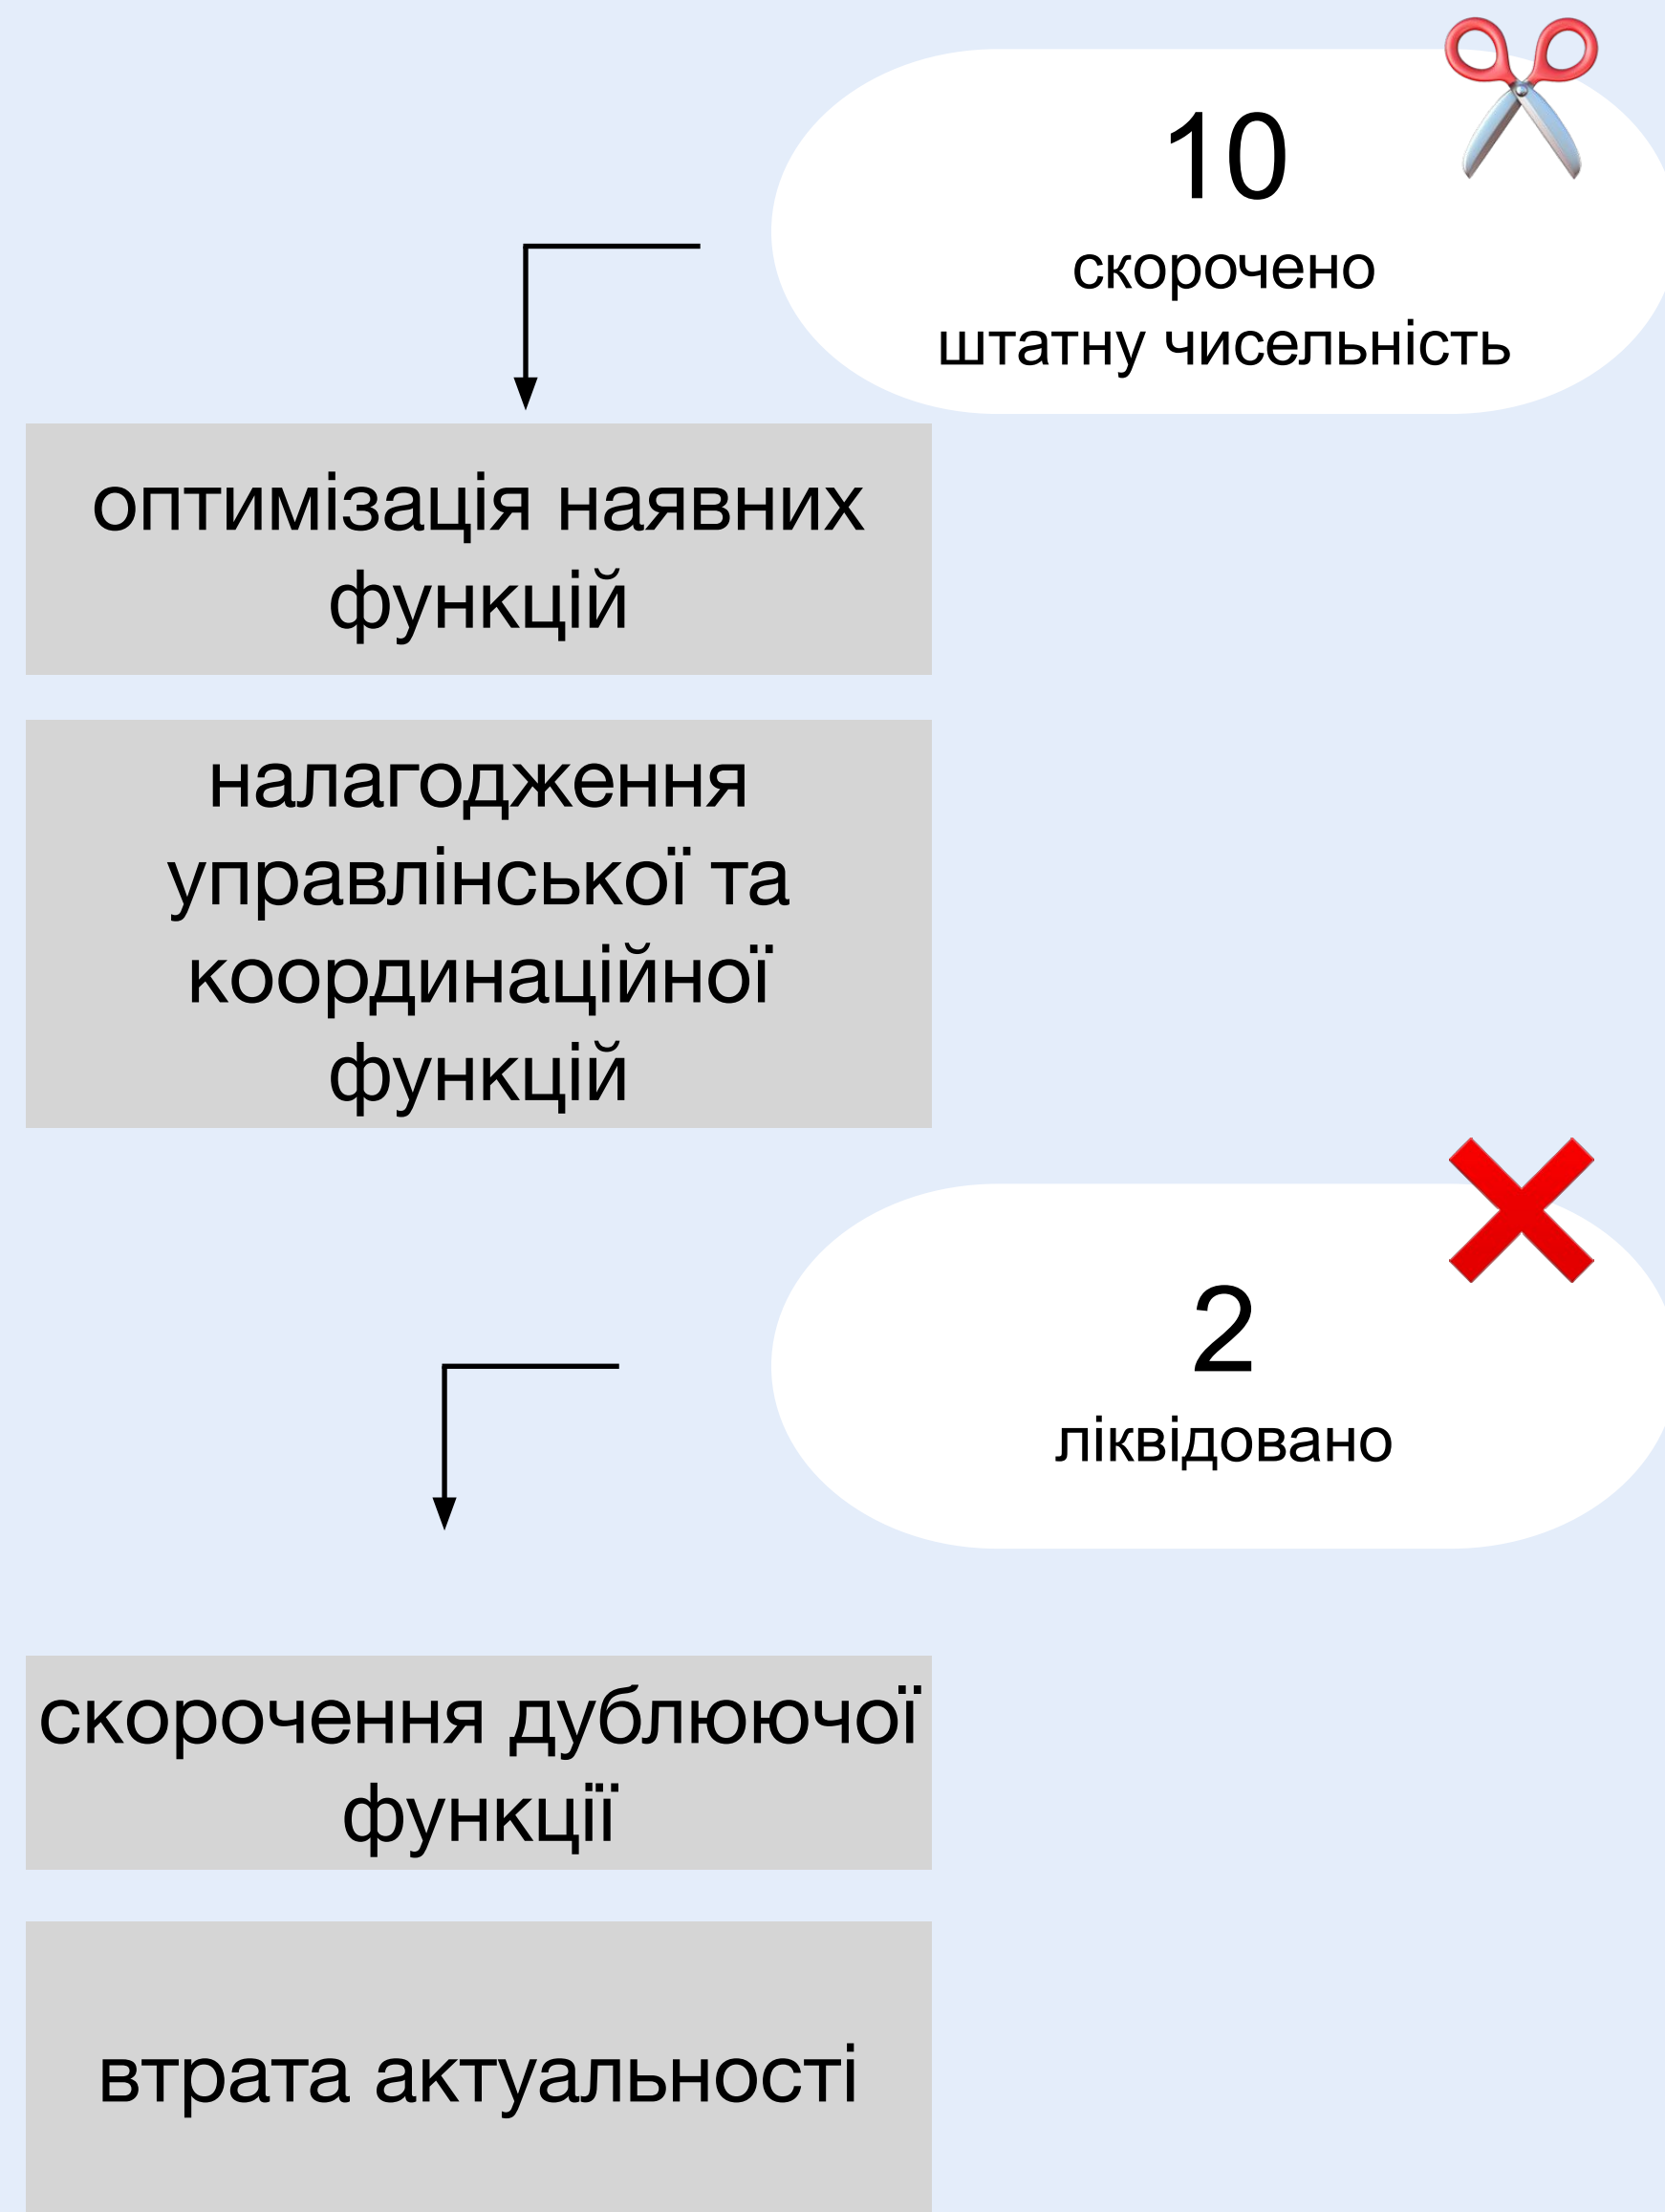 10
скорочено
штатну чисельність
оптимізація наявних
функцій
налагодження
управлінської та
координаційної
функцій
2
ліквідовано
скорочення дублюючої
функції
втрата актуальності